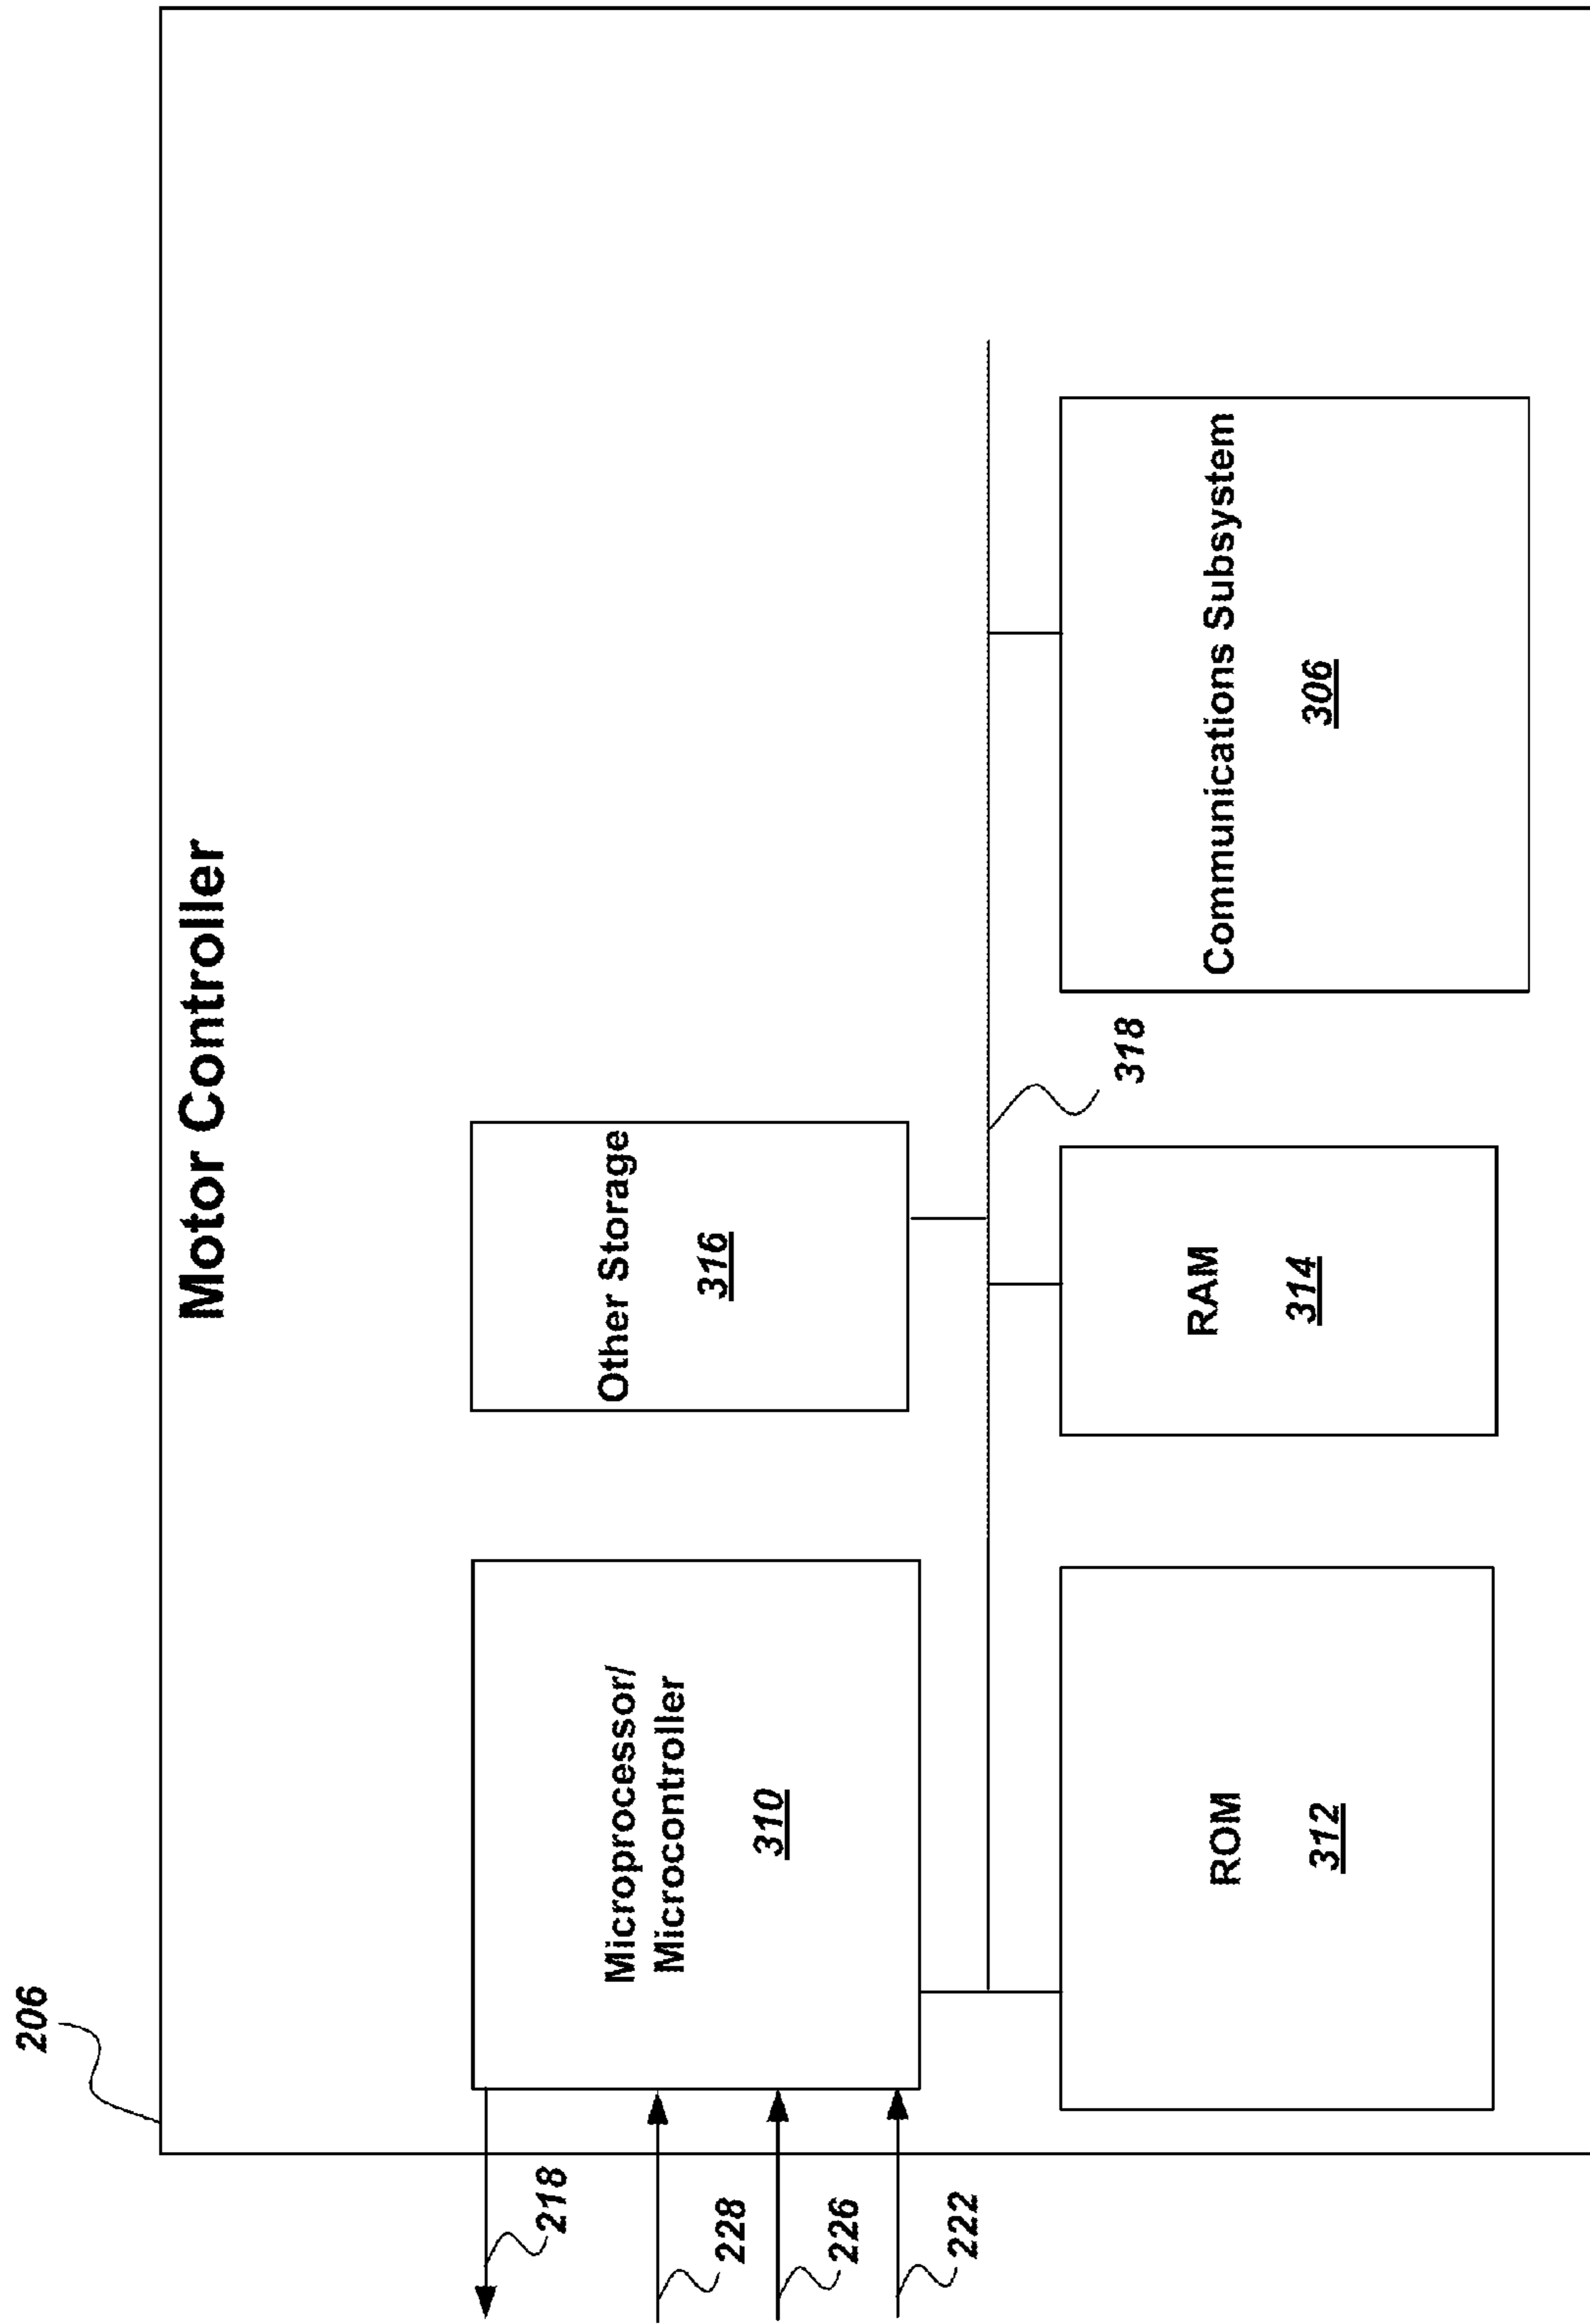 206
Motor Controller
218
228
226
222
Microprocessor/
Microcontroller
310
Other Storage
316
318
ROM
312
RAM
314
Communications Subsystem
306